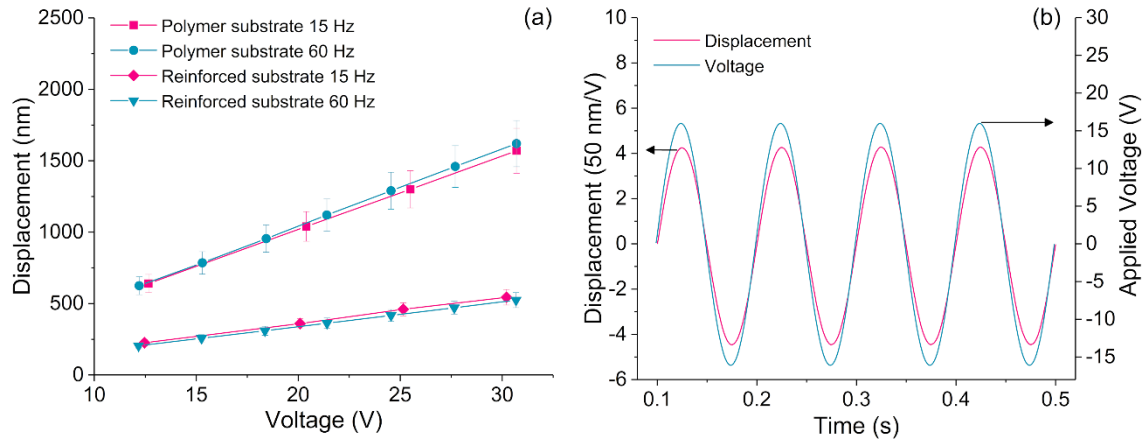 (a)
Polymer substrate 15 Hz
Polymer substrate 60 Hz
Reinforced substrate 15 Hz
Reinforced substrate 60 Hz
2500
2000
1500
1000
500
0
Displacement (nm)
10 15 20 25 30
Voltage (V)
(b)
Displacement
Voltage
10
8
6
4
2
0
-2
-4
-6
Displacement (50 nm/V)
30
25
20
15
10
5
0
-5
-10
-15
Applied Voltage (V)
0.1 0.2 0.3 0.4 0.5
Time (s)